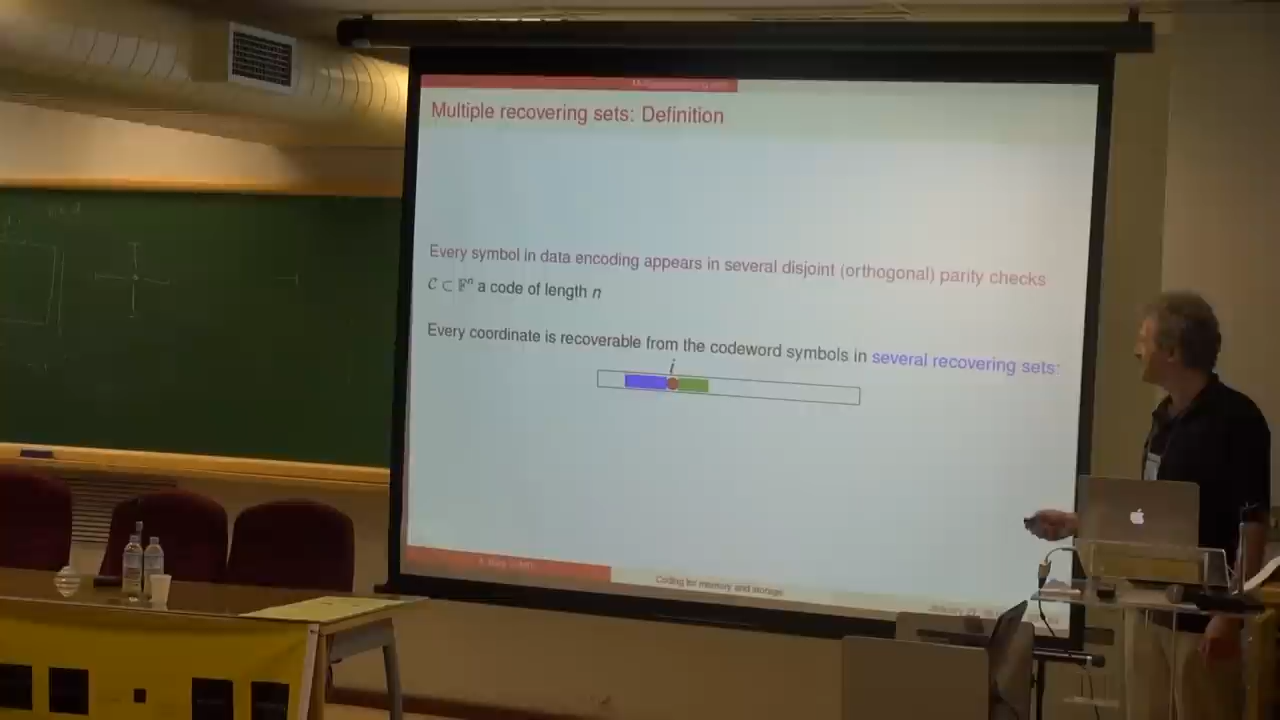 Multiple recovering sets: Definition
Every symbol in data encoding appears in several disjoint (orthogonal) parity checks
𝒞 ⊂ 𝔽ⁿ a code of length n
Every coordinate is recoverable from the codeword symbols in several recovering sets:
i
Coding for memory and storage